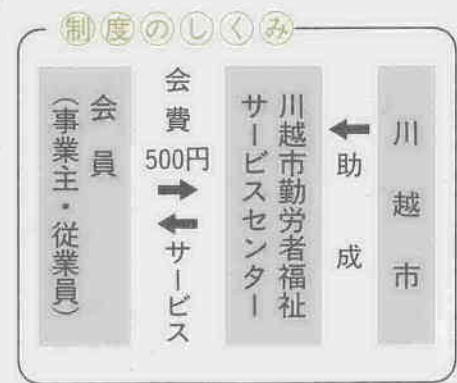 制度のしくみ
川越市
助成
川越市勤労者福祉
サービスセンター
会費
500円
サービス
会員
(事業主・従業員)